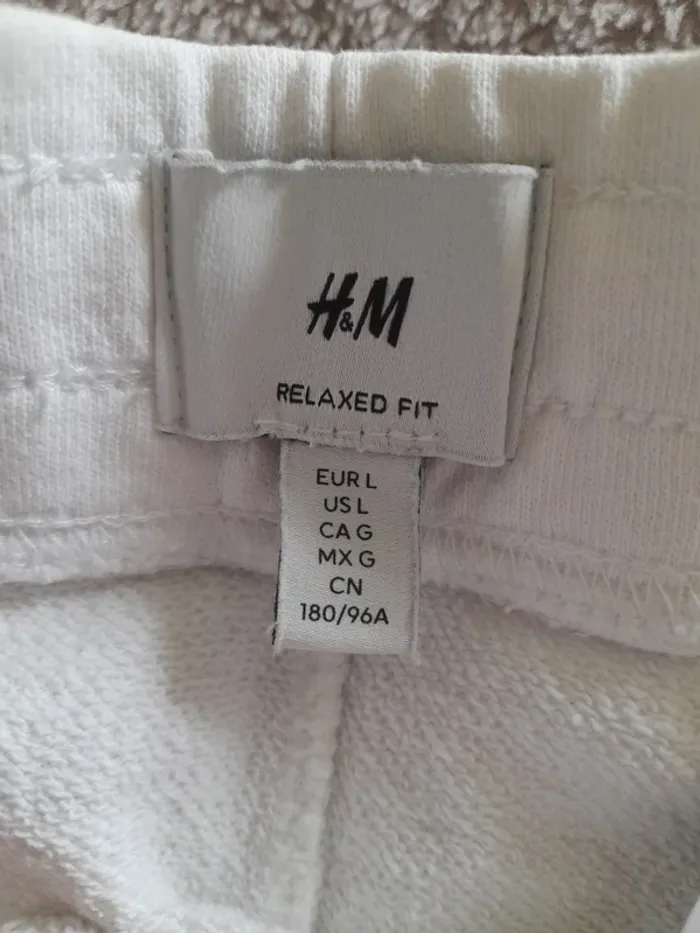 H&M
RELAXED FIT
EUR L
US L
CA G
MX G
CN
180/96A